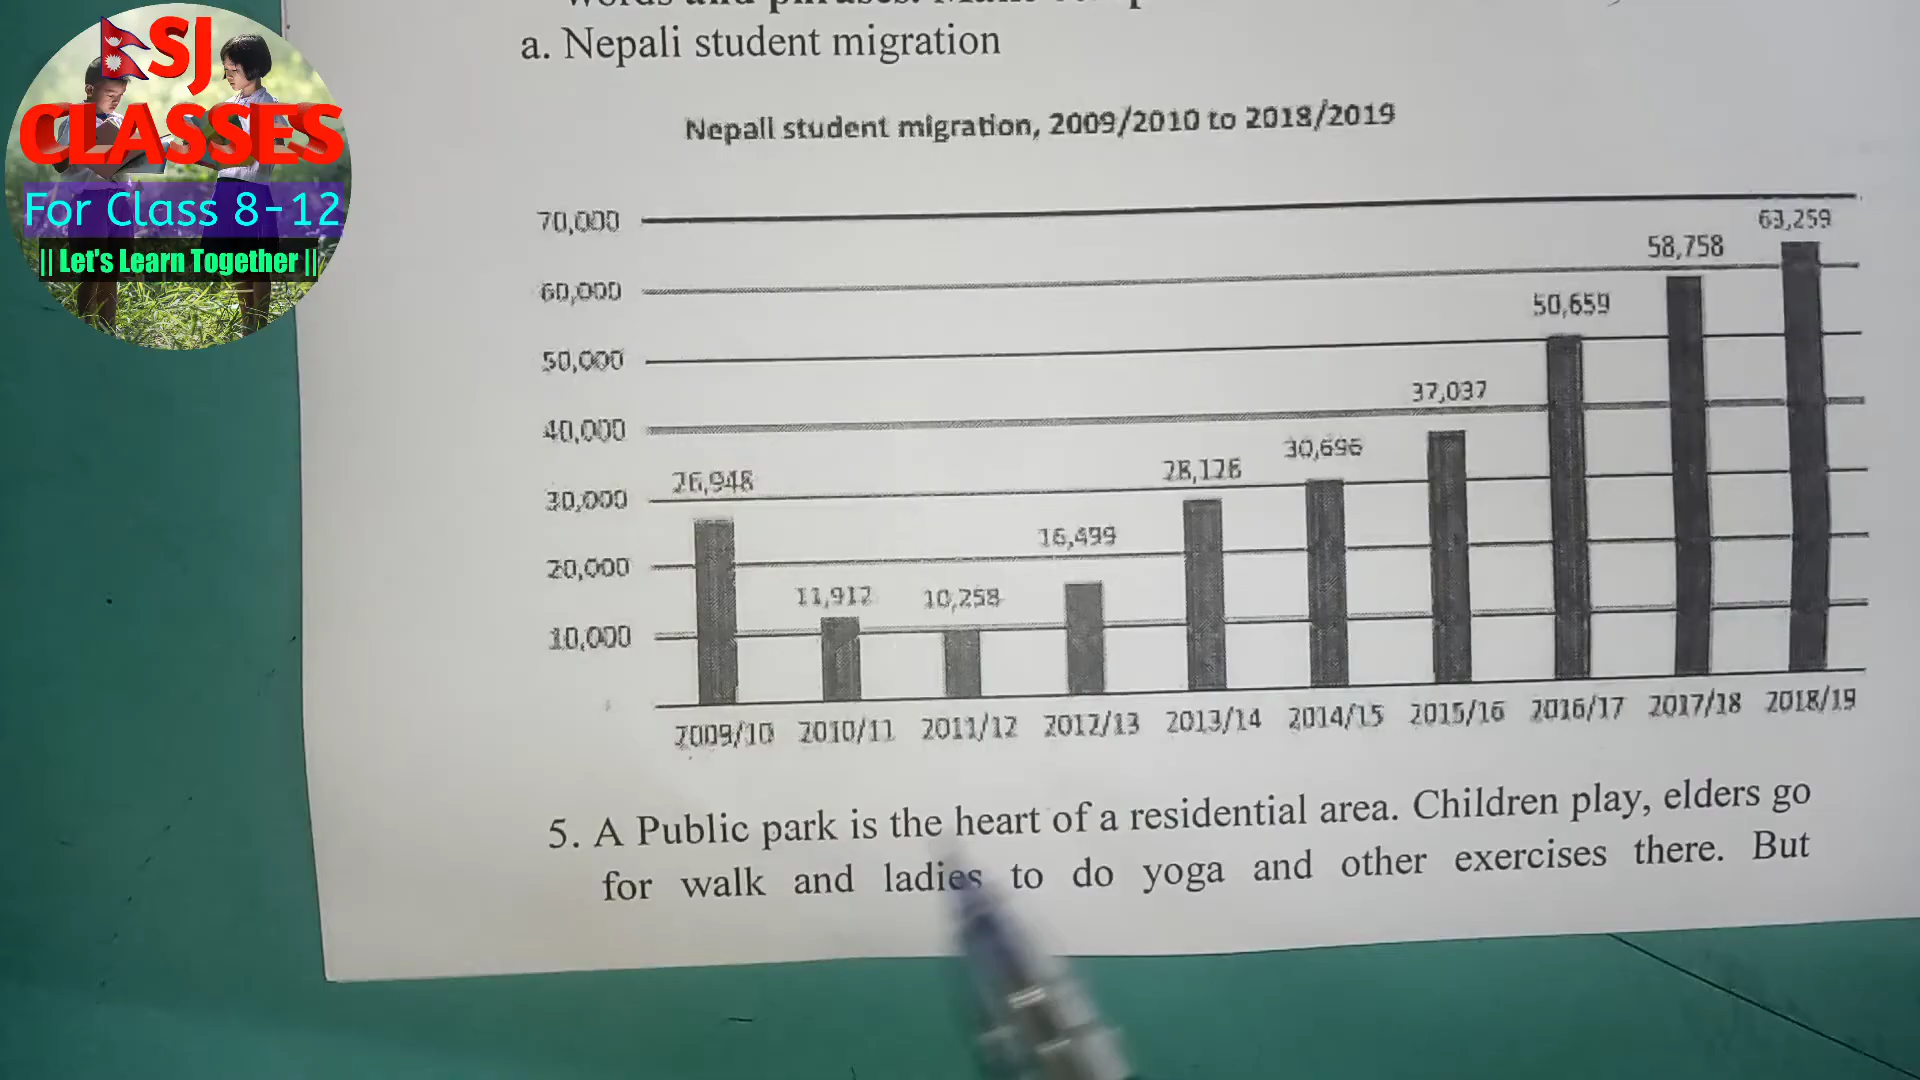 SJ
CLASSES
For Class 8-12
|| Let's Learn Together ||
words and phrases.
a. Nepali student migration
Nepali student migration, 2009/2010 to 2018/2019
70,000
60,000
50,000
40,000
30,000
20,000
10,000
26,948
11,912
10,258
16,499
28,126
30,696
37,037
50,659
58,758
63,259
2009/10 2010/11 2011/12 2012/13 2013/14 2014/15 2015/16 2016/17 2017/18 2018/19
5. A Public park is the heart of a residential area. Children play, elders go
for walk and ladies to do yoga and other exercises there. But